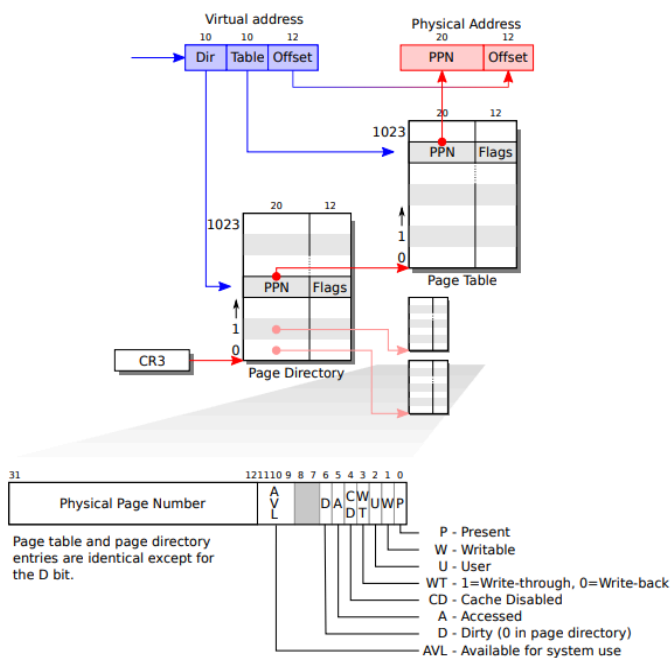 Virtual address
Physical Address
10 10 12
20 12
Dir Table Offset
PPN Offset
20 12
1023
PPN Flags
1
0
Page Table
20 12
1023
PPN Flags
1
0
CR3
Page Directory
31 12 11 10 9 8 7 6 5 4 3 2 1 0
Physical Page Number
AVL
D A CD WT U W P
Page table and page directory
entries are identical except for
the D bit.
P - Present
W - Writable
U - User
WT - 1=Write-through, 0=Write-back
CD - Cache Disabled
A - Accessed
D - Dirty (0 in page directory)
AVL - Available for system use